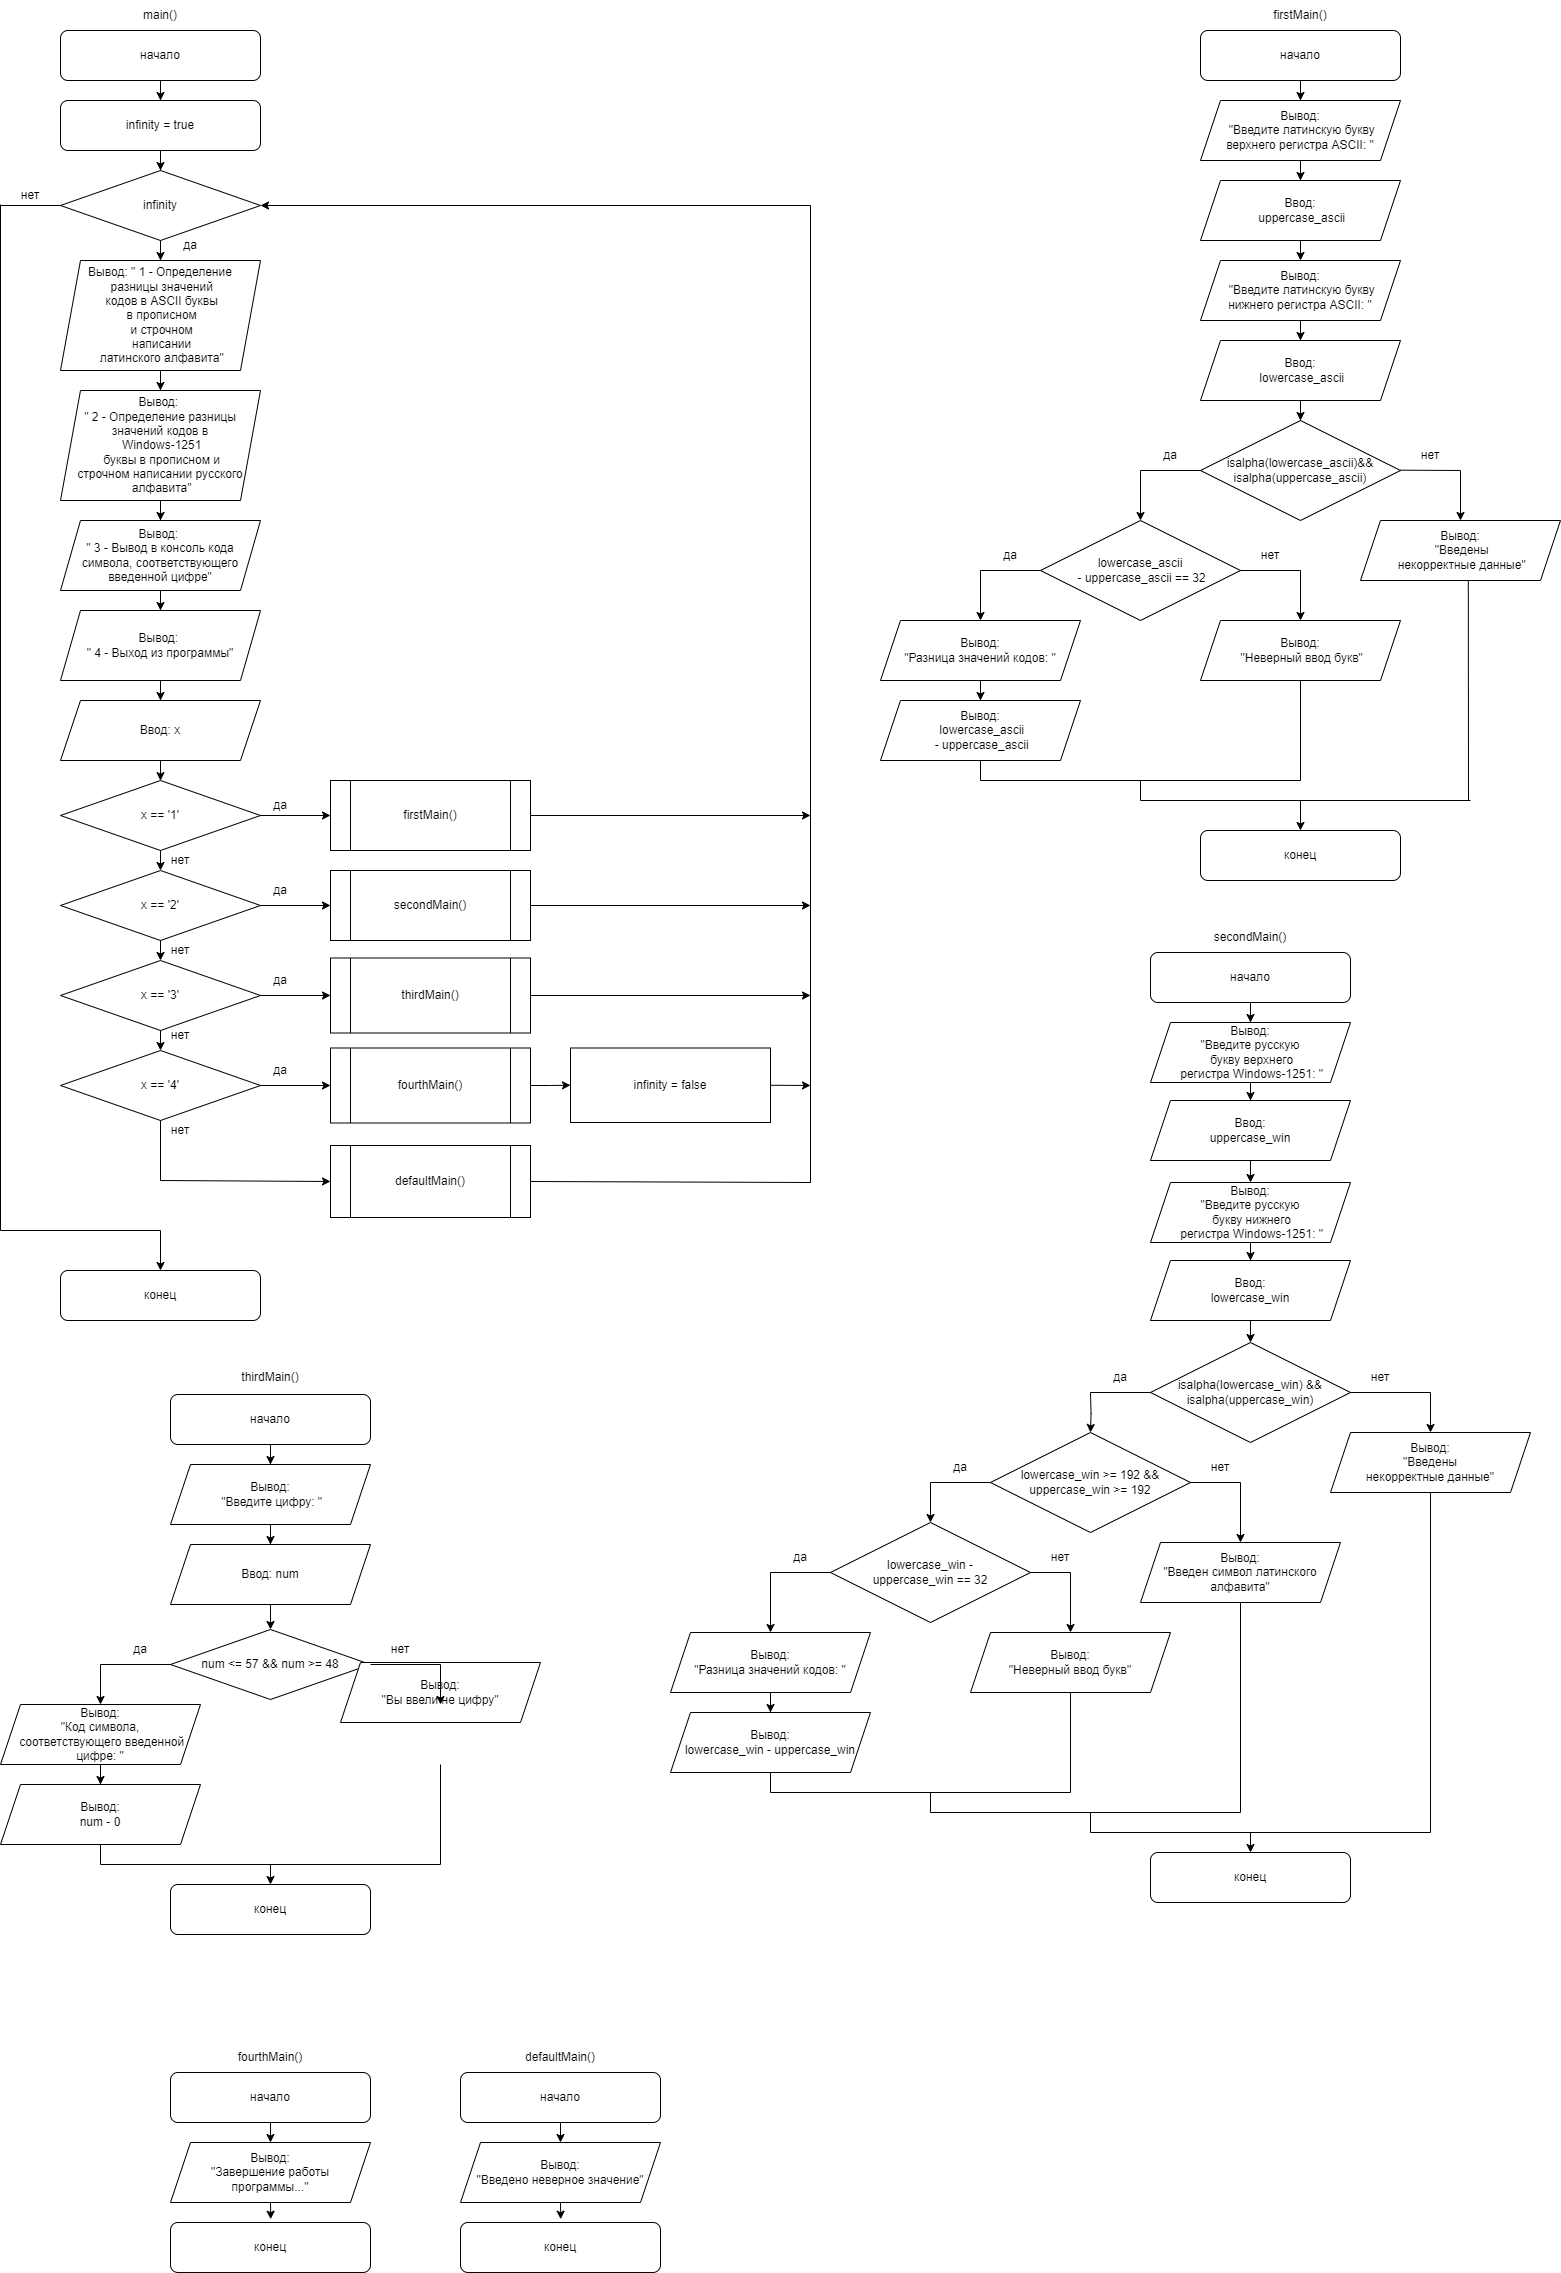 main()
начало
infinity = true
infinity
нет
да
Вывод: " 1 - Определение
разницы значений
кодов в ASCII буквы
в прописном
и строчном
написании
латинского алфавита"
Вывод:
" 2 - Определение разницы
значений кодов в
Windows-1251
буквы в прописном и
строчном написании русского
алфавита"
Вывод:
" 3 - Вывод в консоль кода
символа, соответствующего
введенной цифре"
Вывод:
" 4 - Выход из программы"
Ввод: x
x == '1'
да
firstMain()
нет
x == '2'
да
secondMain()
нет
x == '3'
да
thirdMain()
нет
x == '4'
да
fourthMain()
infinity = false
нет
defaultMain()
конец
firstMain()
начало
Вывод:
"Введите латинскую букву
верхнего регистра ASCII: "
Ввод:
uppercase_ascii
Вывод:
"Введите латинскую букву
нижнего регистра ASCII: "
Ввод:
lowercase_ascii
да
isalpha(lowercase_ascii)&&
isalpha(uppercase_ascii)
нет
Вывод:
"Введены
некорректные данные"
да
lowercase_ascii
- uppercase_ascii == 32
нет
Вывод:
"Разница значений кодов: "
Вывод:
"Неверный ввод букв"
Вывод:
lowercase_ascii
- uppercase_ascii
конец
secondMain()
начало
Вывод:
"Введите русскую
букву верхнего
регистра Windows-1251: "
Ввод:
uppercase_win
Вывод:
"Введите русскую
букву нижнего
регистра Windows-1251: "
Ввод:
lowercase_win
да
isalpha(lowercase_win) &&
isalpha(uppercase_win)
нет
Вывод:
"Введены
некорректные данные"
да
lowercase_win >= 192 &&
uppercase_win >= 192
нет
Вывод:
"Введен символ латинского
алфавита"
да
lowercase_win -
uppercase_win == 32
нет
Вывод:
"Разница значений кодов: "
Вывод:
"Неверный ввод букв"
Вывод:
lowercase_win - uppercase_win
конец
thirdMain()
начало
Вывод:
"Введите цифру: "
Ввод: num
да
num <= 57 && num >= 48
нет
Вывод:
"Вы ввели не цифру"
Вывод:
"Код символа,
соответствующего введенной
цифре: "
Вывод:
num - 0
конец
fourthMain()
начало
Вывод:
"Завершение работы
программы..."
конец
defaultMain()
начало
Вывод:
"Введено неверное значение"
конец